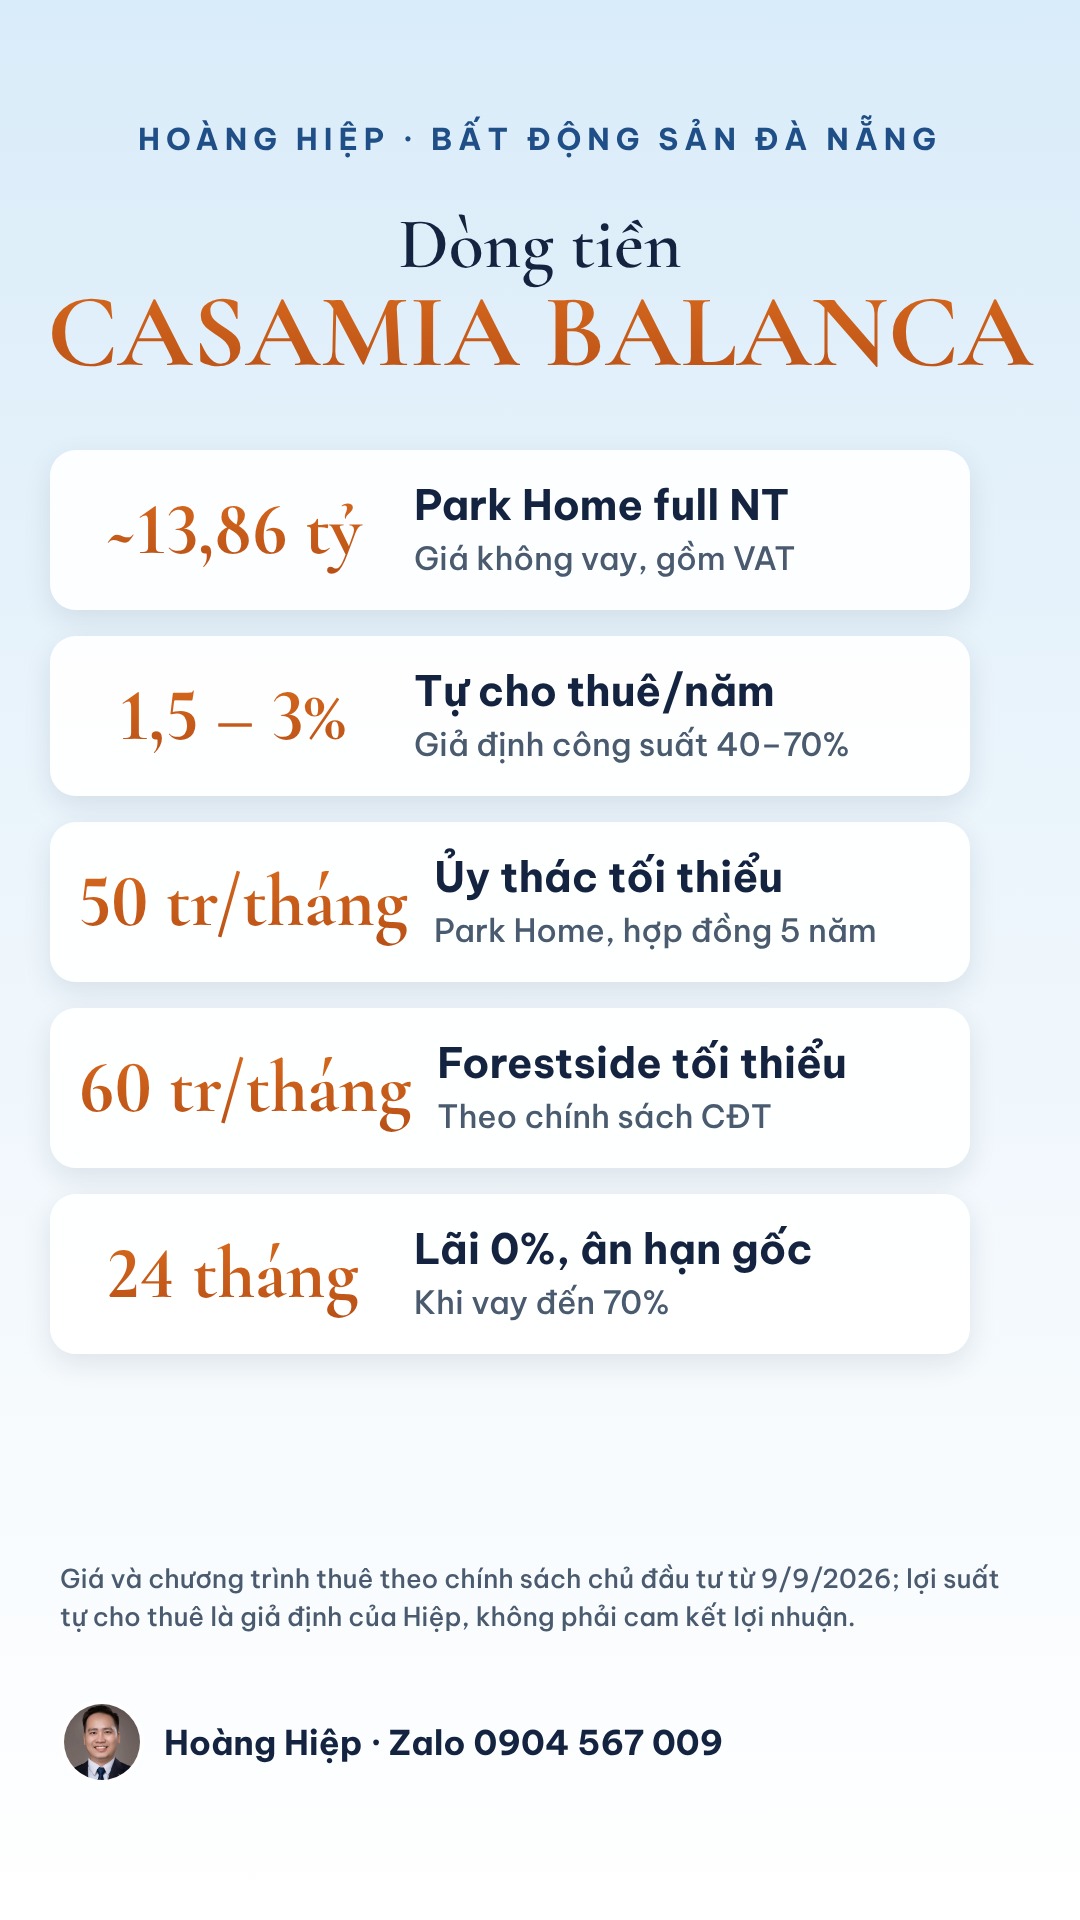 HOÀNG HIỆP · BẤT ĐỘNG SẢN ĐÀ NẴNG
Dòng tiền
CASAMIA BALANCA
~13,86 tỷ
Park Home full NT
Giá không vay, gồm VAT
1,5 – 3%
Tự cho thuê/năm
Giả định công suất 40–70%
50 tr/tháng
Ủy thác tối thiểu
Park Home, hợp đồng 5 năm
60 tr/tháng
Forestside tối thiểu
Theo chính sách CĐT
24 tháng
Lãi 0%, ân hạn gốc
Khi vay đến 70%
Giá và chương trình thuê theo chính sách chủ đầu tư từ 9/9/2026; lợi suất
tự cho thuê là giả định của Hiệp, không phải cam kết lợi nhuận.
Hoàng Hiệp · Zalo 0904 567 009